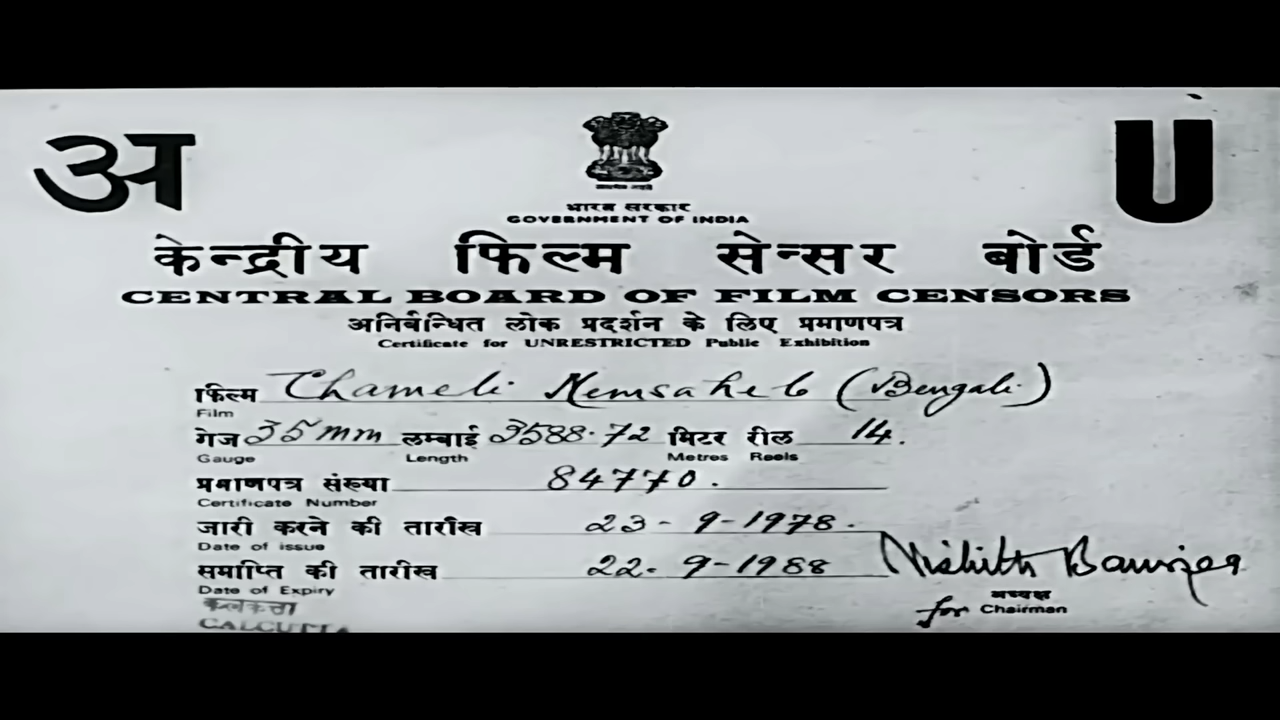 अ
U
भारत सरकार
GOVERNMENT OF INDIA
केन्द्रीय फिल्म सेन्सर बोर्ड
CENTRAL BOARD OF FILM CENSORS
अनिर्बन्धित लोक प्रदर्शन के लिए प्रमाणपत्र
Certificate for UNRESTRICTED Public Exhibition
फिल्म Chameli Memsaheb (Bengali)
Film
गेज 35mm लम्बाई 3588.72 मिटर रील 14.
Gauge Length Metres Reels
प्रमाणपत्र संख्या 84770.
Certificate Number
जारी करने की तारीख 23-9-1978.
Date of issue
समाप्ति की तारीख 22.9-1988 Nishith Banerjee
Date of Expiry अध्यक्ष
कलकत्ता for Chairman
CALCUTTA